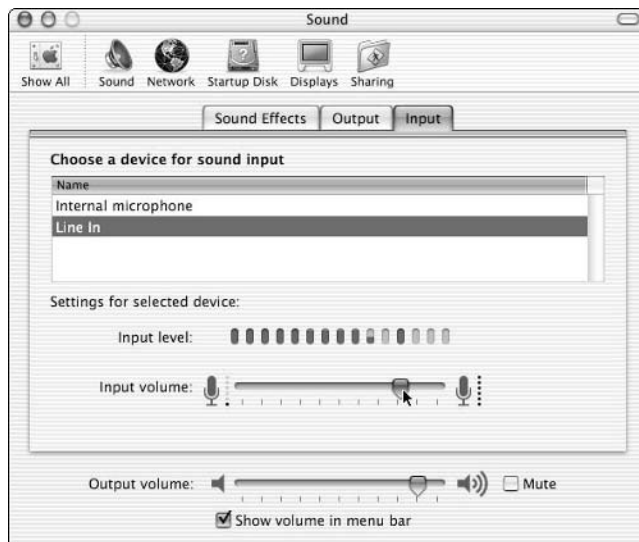 Sound
Show All Sound Network Startup Disk Displays Sharing
Sound Effects Output Input
Choose a device for sound input
Name
Internal microphone
Line In
Settings for selected device:
Input level:
Input volume:
Output volume: Mute
Show volume in menu bar